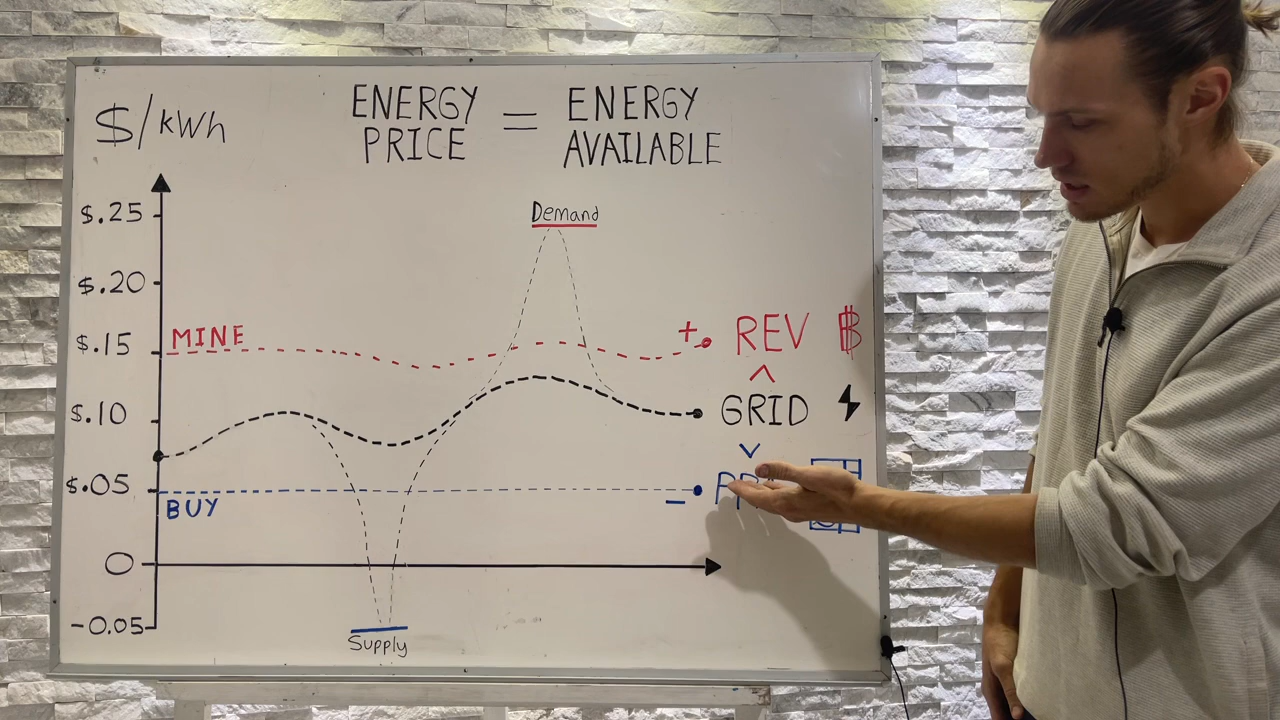 $/kWh
ENERGY PRICE = ENERGY AVAILABLE
$.25
Demand
$.20
MINE
$.15
+
REV ₿
^
$.10
GRID
v
$.05
BUY
-
0
-0.05
Supply